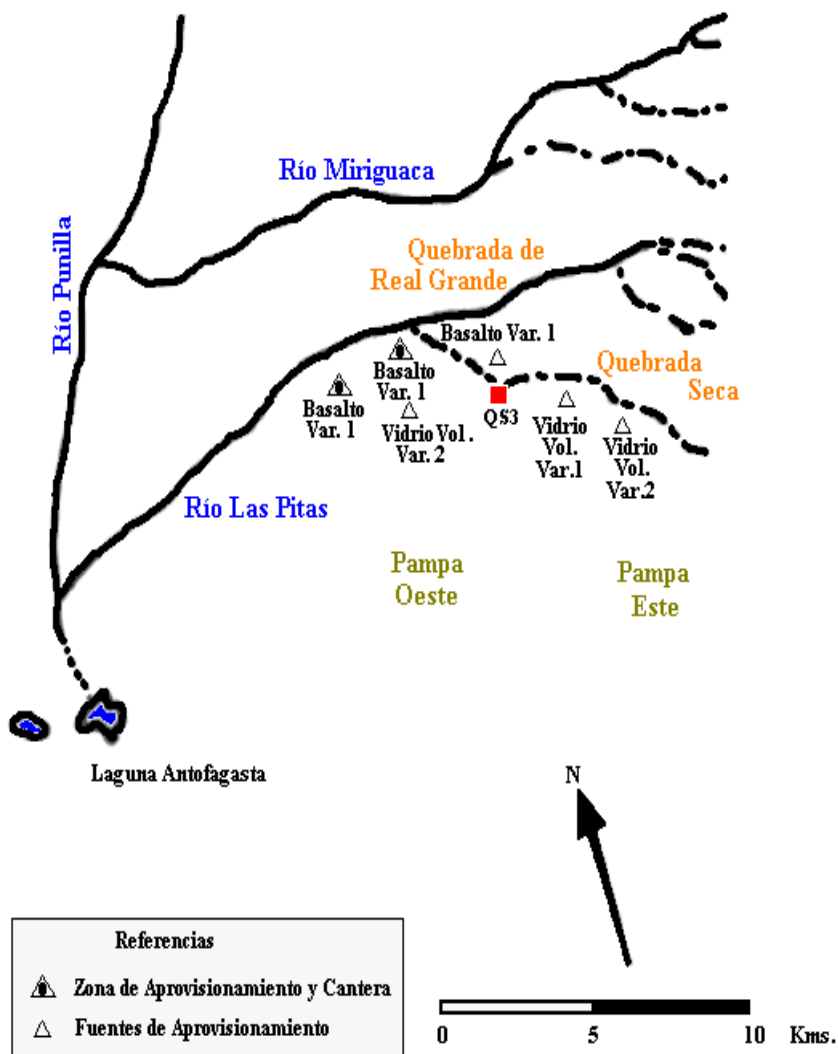 Río Miriguaca
Río Punilla
Quebrada de
Real Grande
Basalto Var. 1
Basalto
Var. 1
Quebrada
Seca
Basalto
Var. 1
QS3
Vidrio Vol.
Var. 2
Vidrio
Vol.
Var.1
Vidrio
Vol.
Var.2
Río Las Pitas
Pampa
Oeste
Pampa
Este
Laguna Antofagasta
N
Referencias
Zona de Aprovisionamiento y Cantera
Fuentes de Aprovisionamiento
0 5 10 Kms.